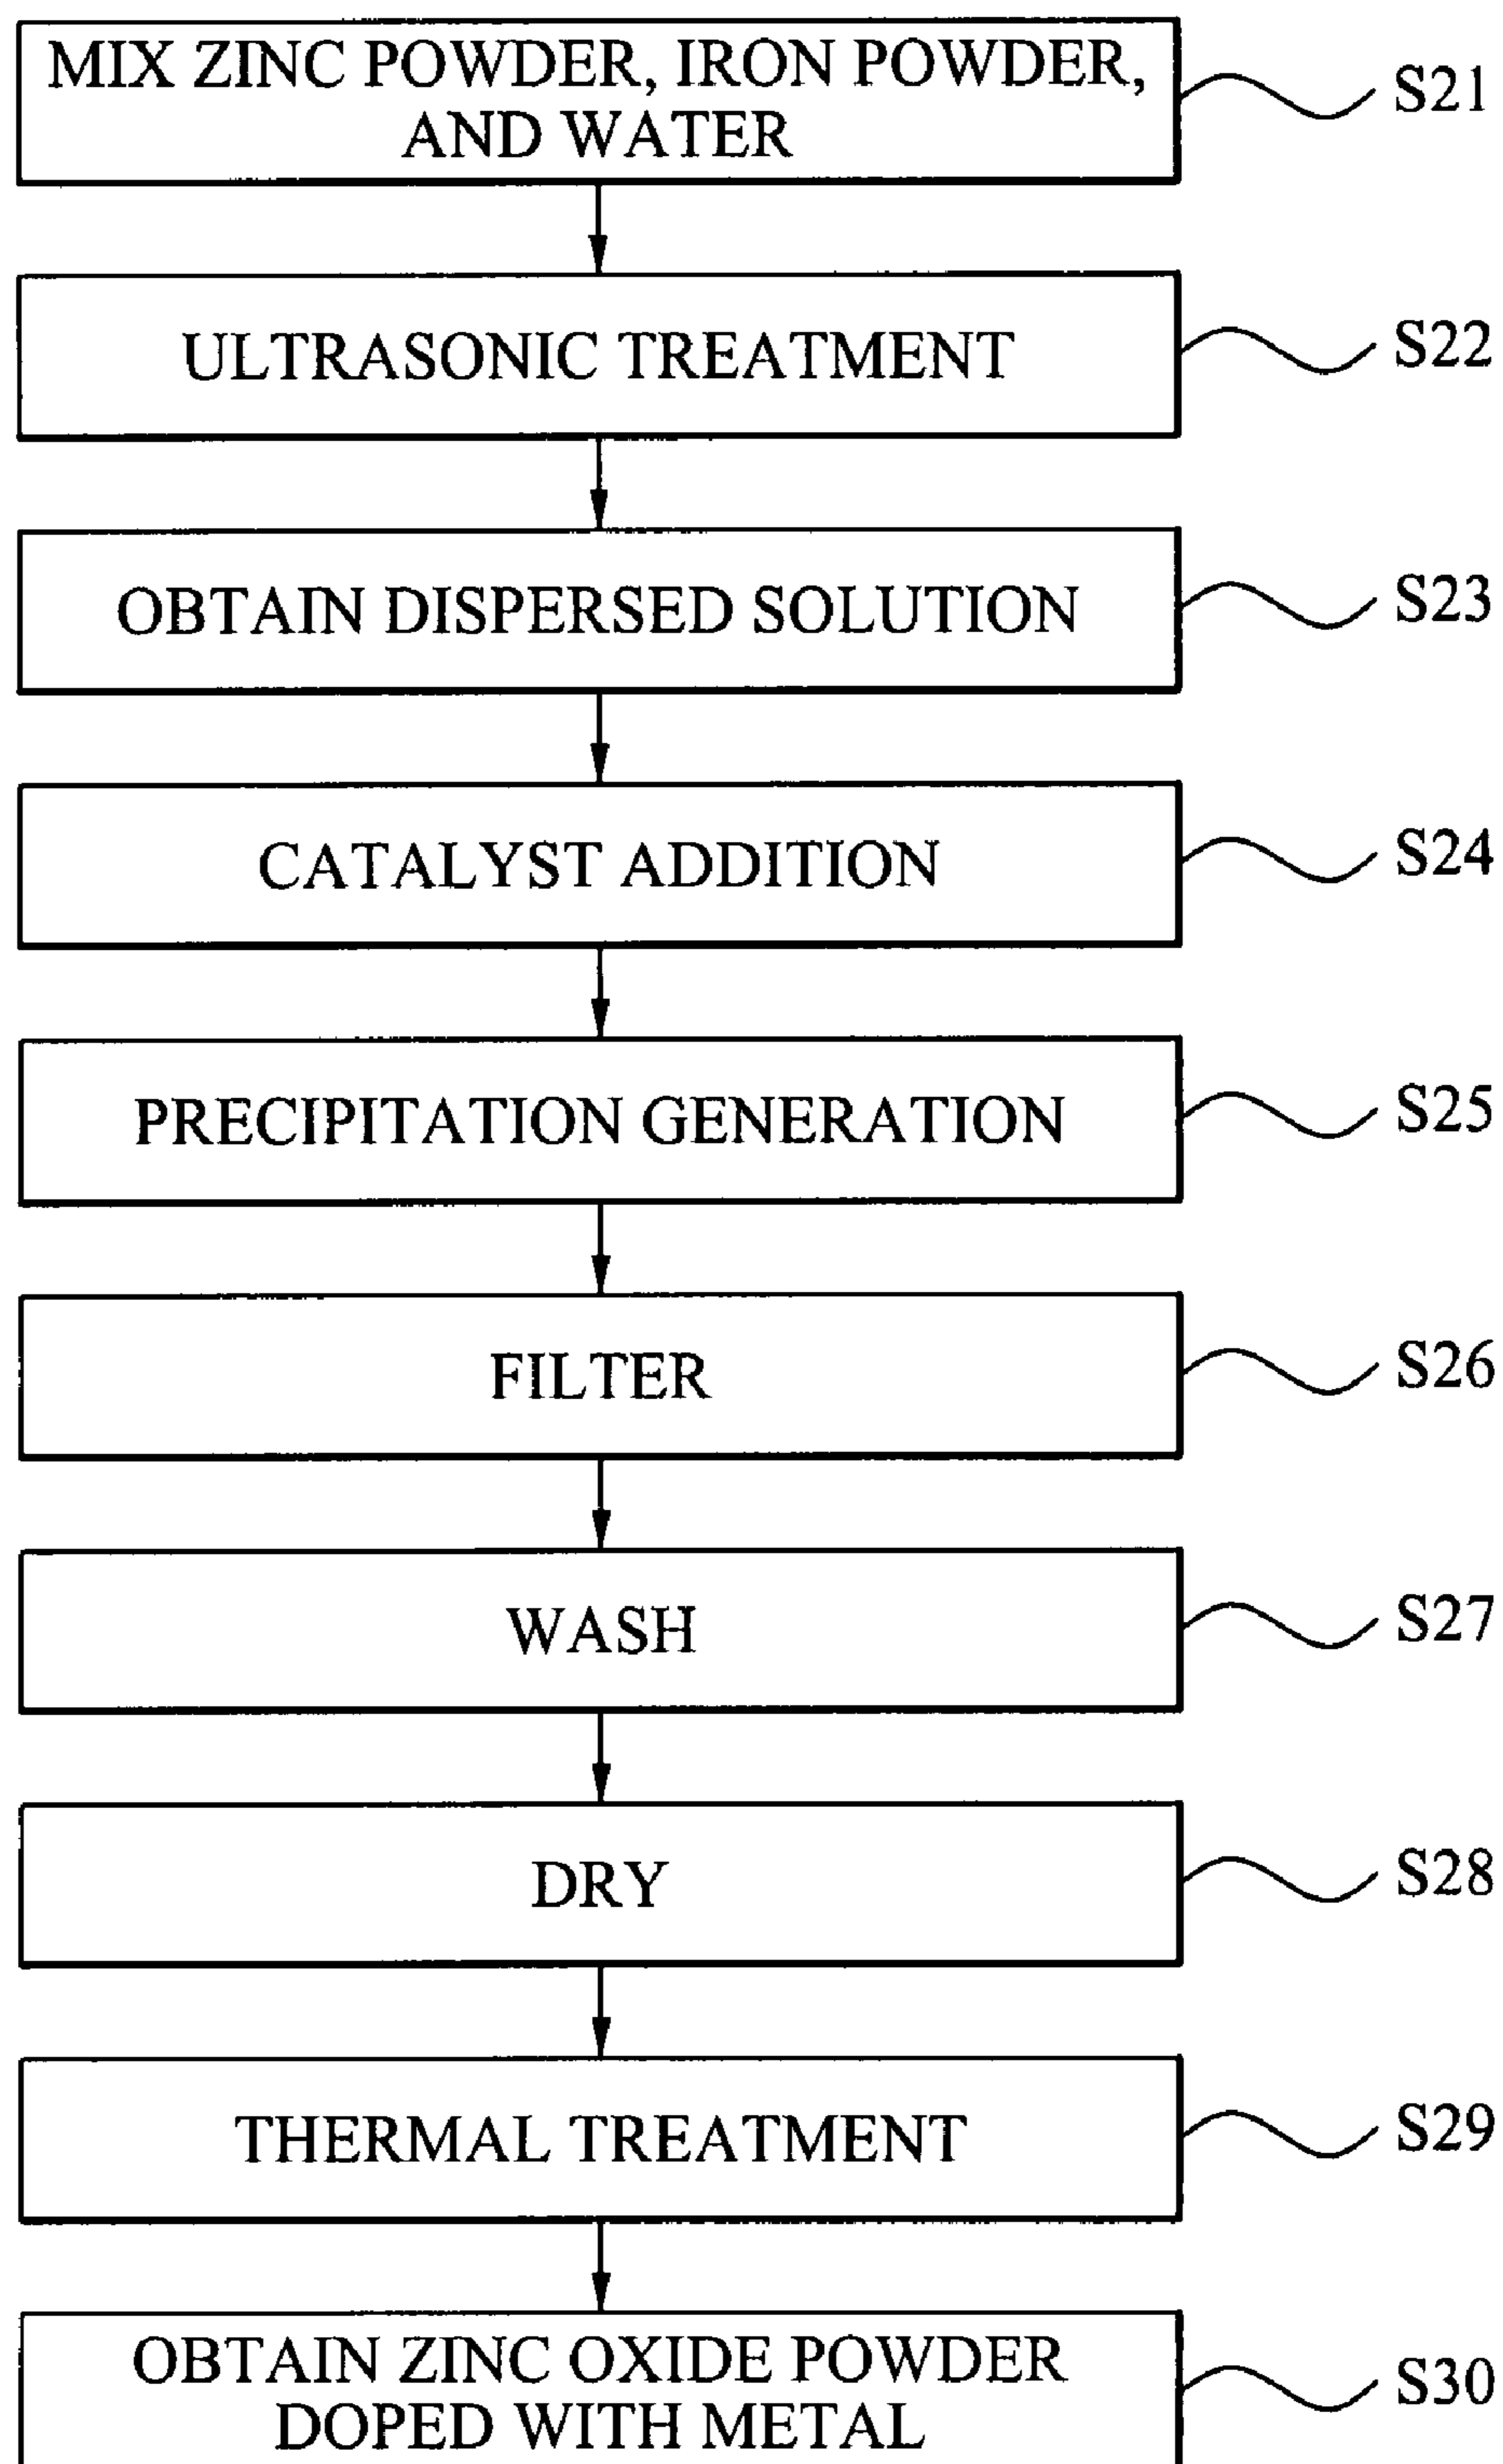 MIX ZINC POWDER, IRON POWDER,
AND WATER
S21
ULTRASONIC TREATMENT
S22
OBTAIN DISPERSED SOLUTION
S23
CATALYST ADDITION
S24
PRECIPITATION GENERATION
S25
FILTER
S26
WASH
S27
DRY
S28
THERMAL TREATMENT
S29
OBTAIN ZINC OXIDE POWDER
DOPED WITH METAL
S30